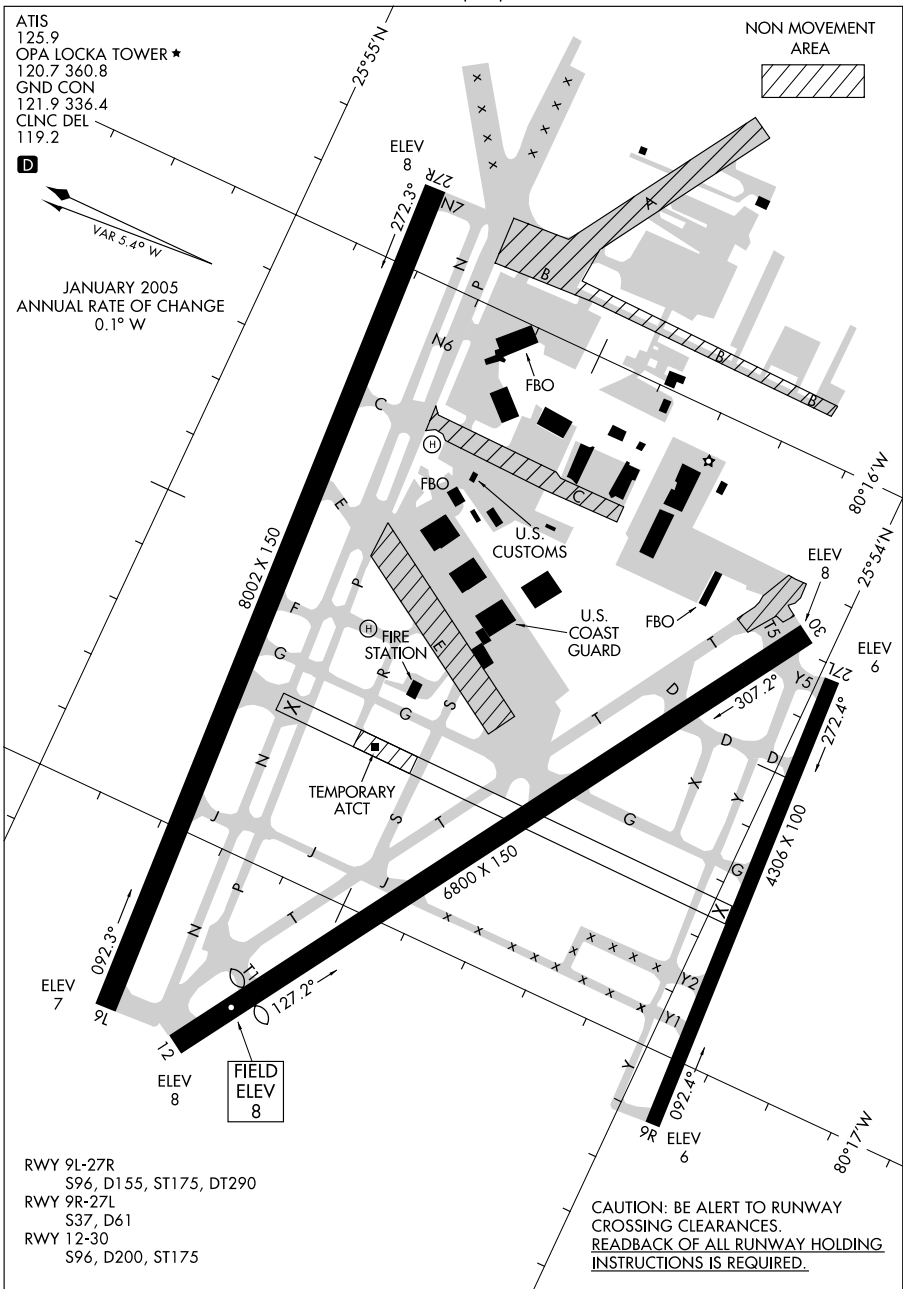 ATIS
125.9
OPA LOCKA TOWER ★
120.7 360.8
GND CON
121.9 336.4
CLNC DEL
119.2
D
VAR 5.4° W
JANUARY 2005
ANNUAL RATE OF CHANGE
0.1° W
25°55'N
NON MOVEMENT
AREA
ELEV
8
27R
272.3°
N7
N
P
N6
A
B
B
B
FBO
C
H
FBO
C
U.S.
CUSTOMS
80°16'W
25°54'N
8002 X 150
E
P
F
H
FIRE
STATION
E
U.S.
COAST
GUARD
FBO
T
T5
ELEV
8
30
ELEV
6
27L
Y5
307.2°
272.4°
G
R
G
S
D
T
D
D
X
Y
X
TEMPORARY
ATCT
N
J
J
S
T
J
G
G
4306 X 100
6800 X 150
X
P
T
N
T1
127.2°
092.3°
ELEV
7
9L
12
ELEV
8
FIELD
ELEV
8
Y2
Y1
Y
092.4°
9R
ELEV
6
80°17'W
RWY 9L-27R
S96, D155, ST175, DT290
RWY 9R-27L
S37, D61
RWY 12-30
S96, D200, ST175
CAUTION: BE ALERT TO RUNWAY
CROSSING CLEARANCES.
READBACK OF ALL RUNWAY HOLDING
INSTRUCTIONS IS REQUIRED.